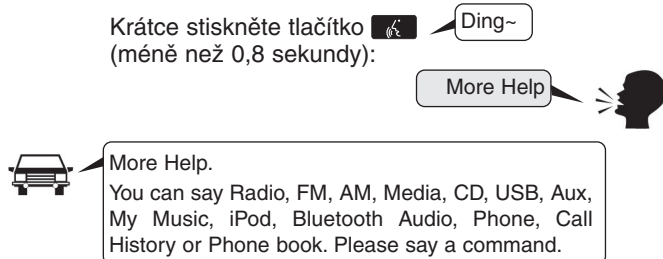 Krátce stiskněte tlačítko
Ding~
(méně než 0,8 sekundy):
More Help
More Help.
You can say Radio, FM, AM, Media, CD, USB, Aux,
My Music, iPod, Bluetooth Audio, Phone, Call
History or Phone book. Please say a command.